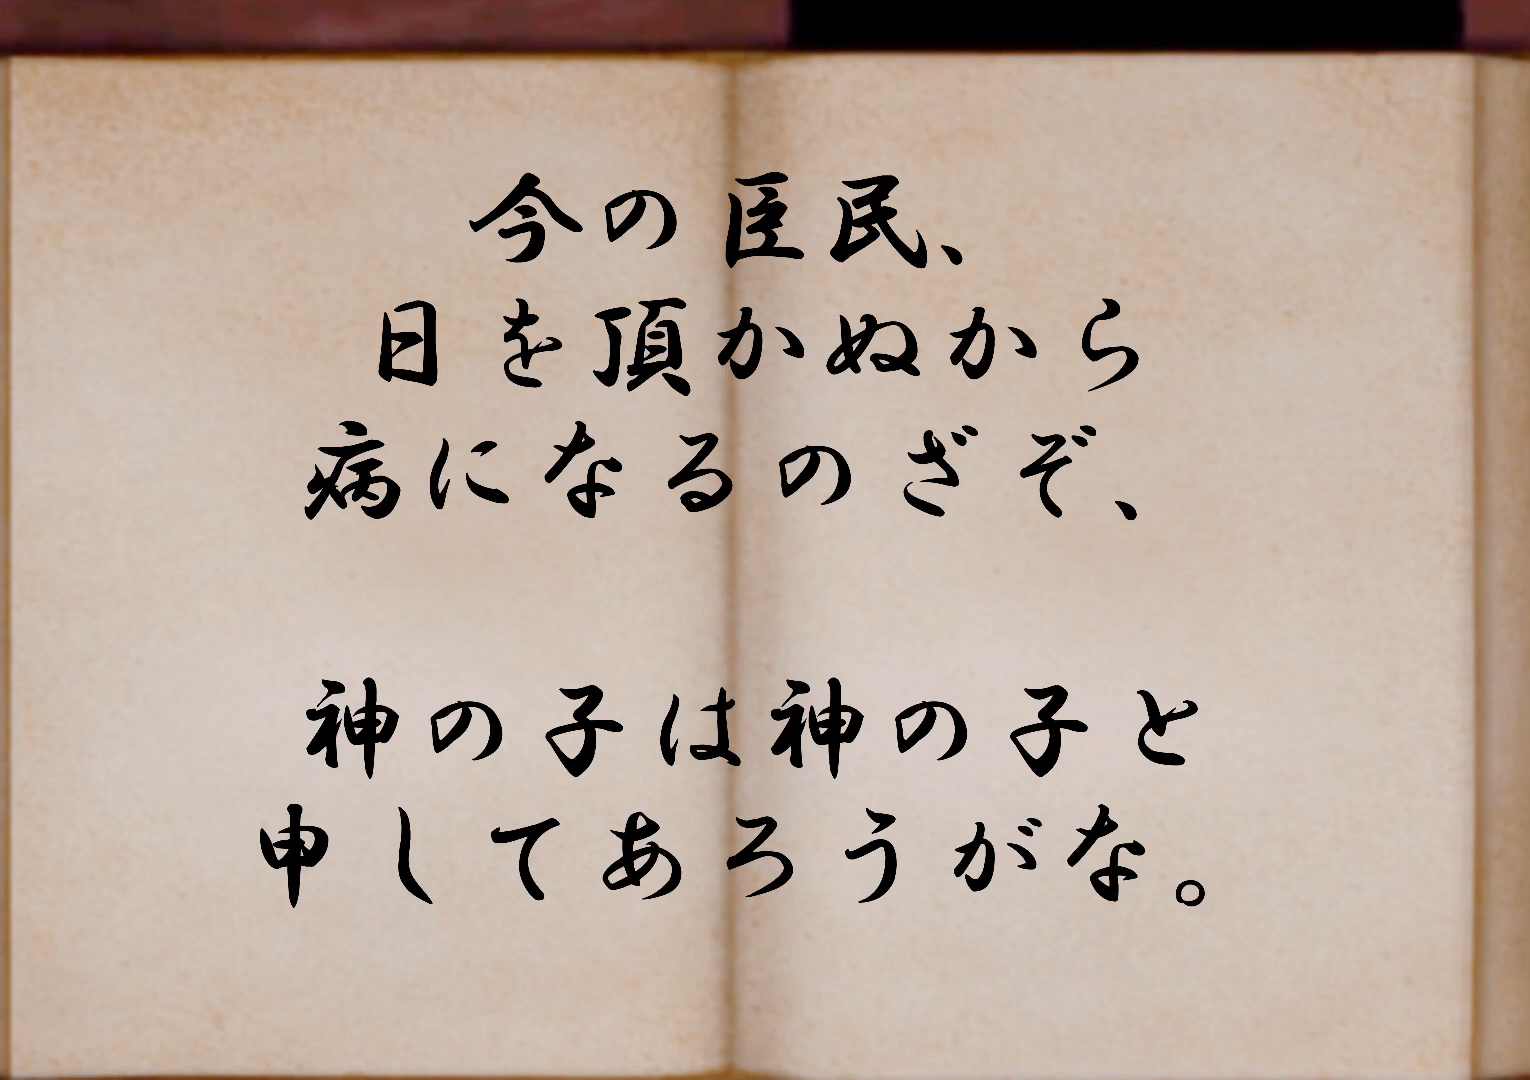 今の臣民、
日を頂かぬから
病になるのざぞ、
神の子は神の子と
申してあろうがな。